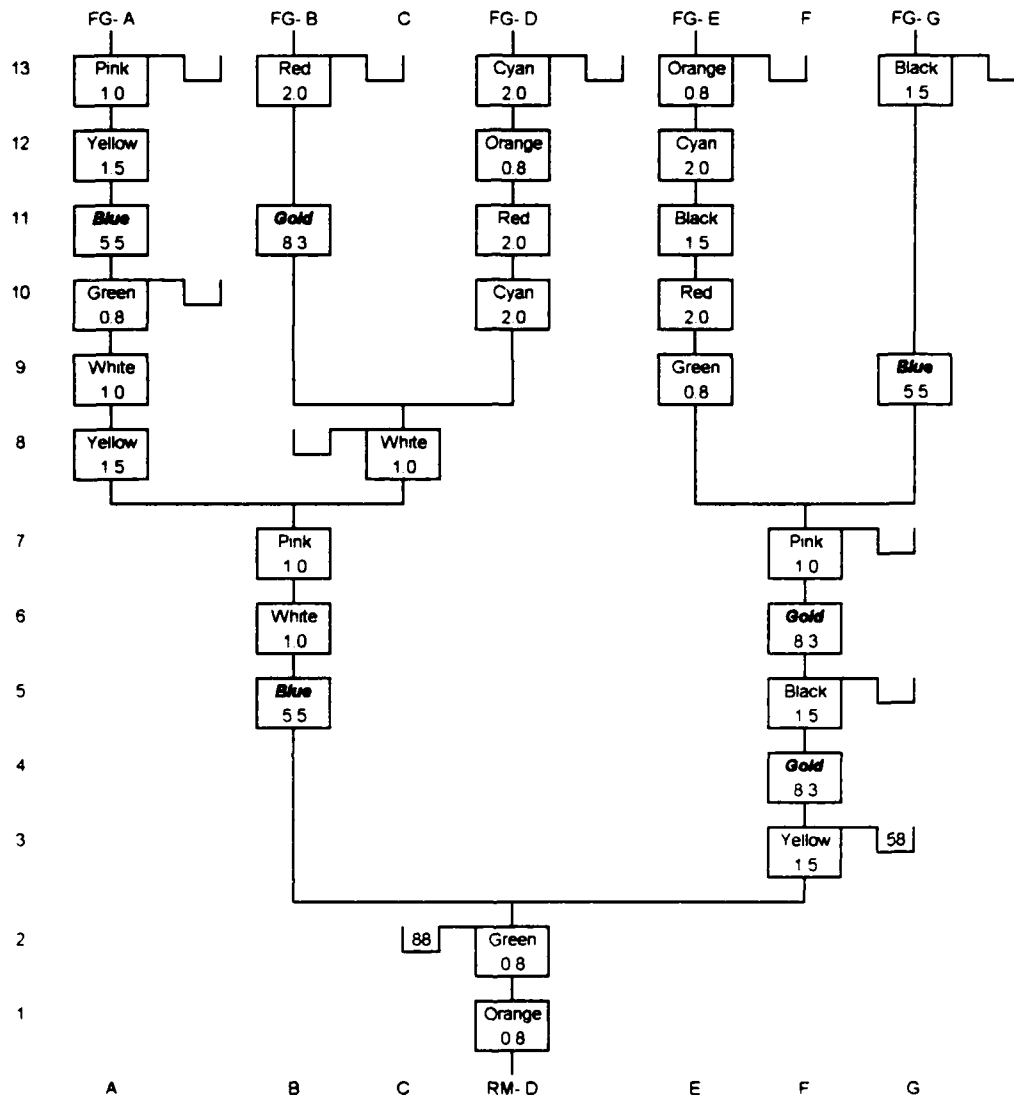 FG- A FG- B C FG- D FG- E F FG- G
13 Pink Red Cyan Orange Black
1 0 2.0 2.0 0 8 1 5
12 Yellow Orange Cyan
1.5 0.8 2 0
11 Blue Gold Red Black
5 5 8 3 2.0 1 5
10 Green Cyan Red
0 8 2.0 2.0
9 White Green Blue
1 0 0.8 5 5
8 Yellow White
1 5 1.0
7 Pink Pink
1 0 1 0
6 White Gold
1 0 8 3
5 Blue Black
5 5 1 5
4 Gold
8 3
3 Yellow 58
1 5
2 88 Green
0 8
1 Orange
0 8
A B C RM- D E F G